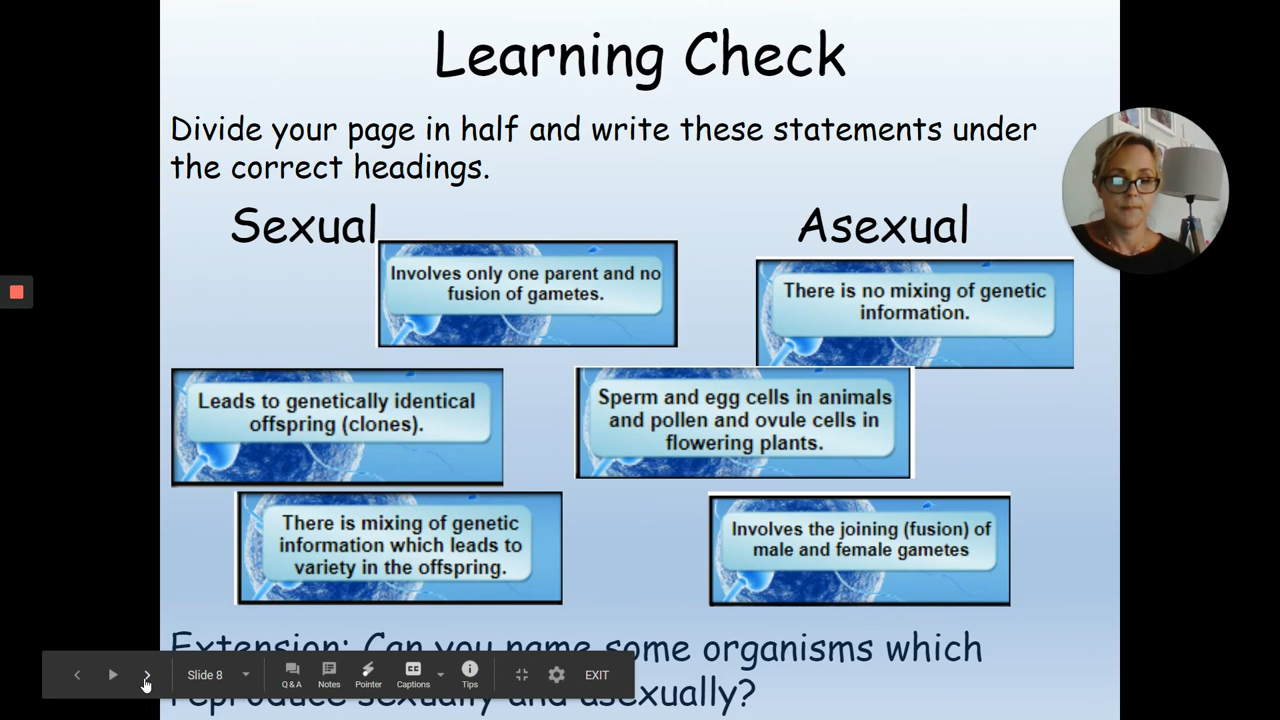 Learning Check
Divide your page in half and write these statements under
the correct headings.
Sexual
Asexual
Involves only one parent and no
fusion of gametes.
There is no mixing of genetic
information.
Leads to genetically identical
offspring (clones).
Sperm and egg cells in animals
and pollen and ovule cells in
flowering plants.
There is mixing of genetic
information which leads to
variety in the offspring.
Involves the joining (fusion) of
male and female gametes
Extension: Can you name some organisms which
reproduce sexually and asexually?
Slide 8
Q & A
Notes
Pointer
CC
Captions
Tips
EXIT